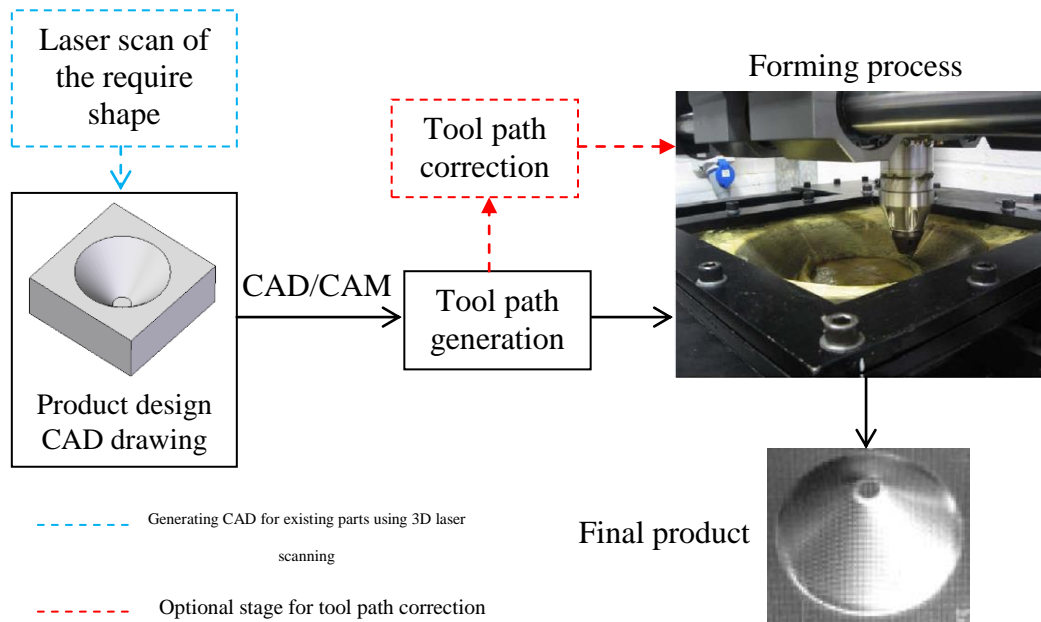 Laser scan of
the require
shape
Forming process
Tool path
correction
CAD/CAM
Tool path
generation
Product design
CAD drawing
Generating CAD for existing parts using 3D laser
scanning
Final product
Optional stage for tool path correction